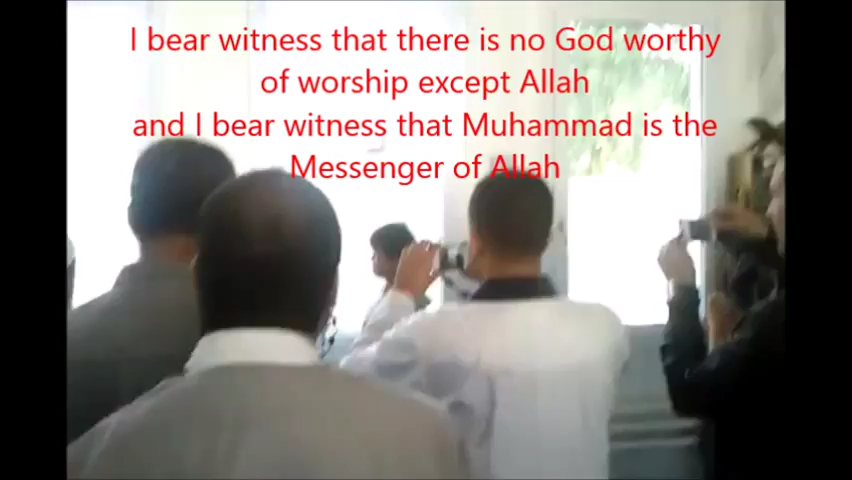 I bear witness that there is no God worthy
of worship except Allah
and I bear witness that Muhammad is the
Messenger of Allah